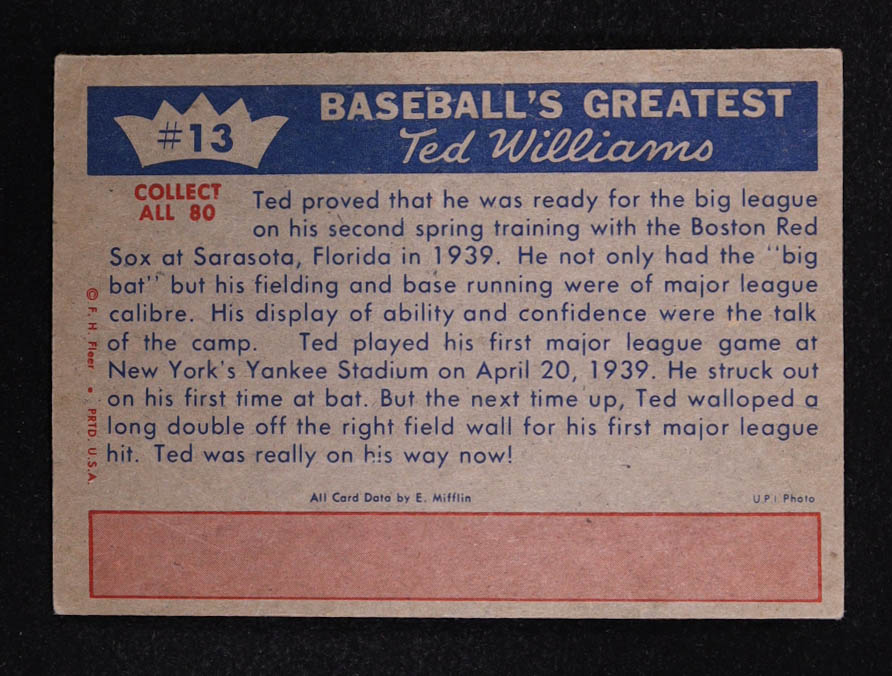 #13
BASEBALL'S GREATEST
Ted Williams
COLLECT
ALL 80
Ted proved that he was ready for the big league
on his second spring training with the Boston Red
Sox at Sarasota, Florida in 1939. He not only had the "big
bat" but his fielding and base running were of major league
calibre. His display of ability and confidence were the talk
of the camp. Ted played his first major league game at
New York's Yankee Stadium on April 20, 1939. He struck out
on his first time at bat. But the next time up, Ted walloped a
long double off the right field wall for his first major league
hit. Ted was really on his way now!
© F. H. Fleer • PRTD. U.S.A.
All Card Data by E. Mifflin
U.P.I Photo